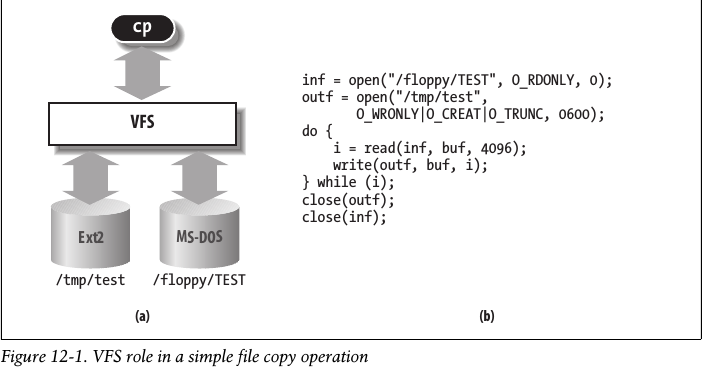 cp
VFS
Ext2
MS-DOS
/tmp/test
/floppy/TEST
(a)
inf = open("/floppy/TEST", O_RDONLY, 0);
outf = open("/tmp/test",
O_WRONLY|O_CREAT|O_TRUNC, 0600);
do {
i = read(inf, buf, 4096);
write(outf, buf, i);
} while (i);
close(outf);
close(inf);
(b)
Figure 12-1. VFS role in a simple file copy operation